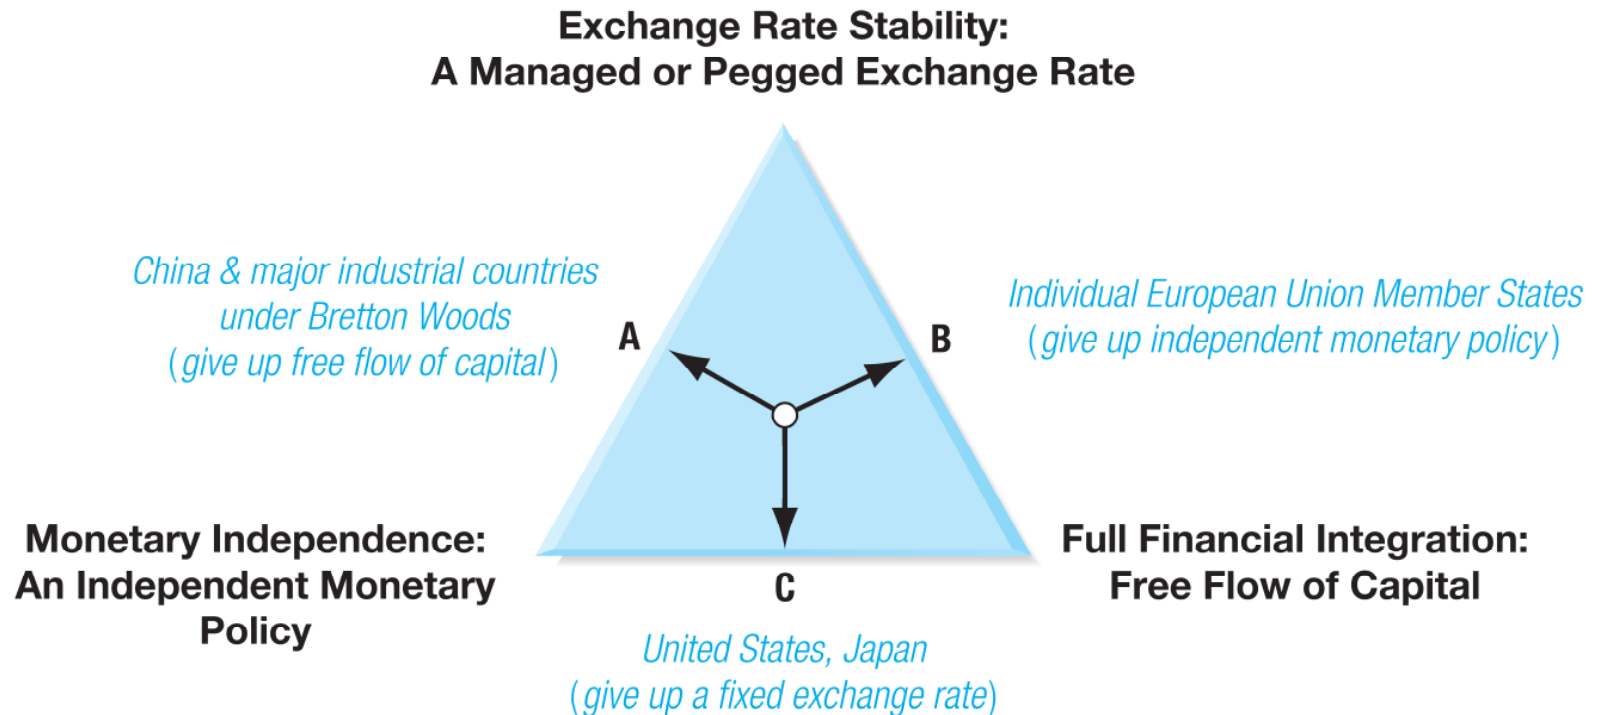 Exchange Rate Stability:
A Managed or Pegged Exchange Rate
China & major industrial countries
under Bretton Woods
(give up free flow of capital)
A
B
Individual European Union Member States
(give up independent monetary policy)
Monetary Independence:
An Independent Monetary
Policy
Full Financial Integration:
Free Flow of Capital
C
United States, Japan
(give up a fixed exchange rate)